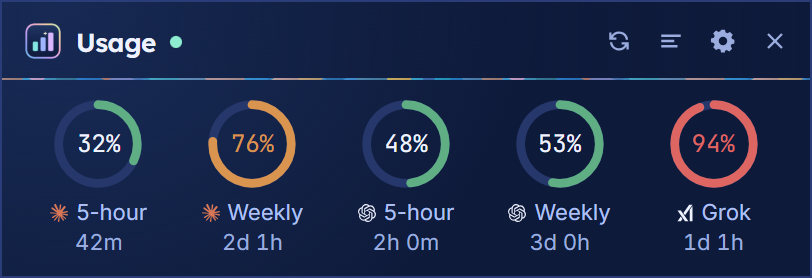 Usage
32%
76%
48%
53%
94%
5-hour
Weekly
5-hour
Weekly
Grok
42m
2d 1h
2h 0m
3d 0h
1d 1h